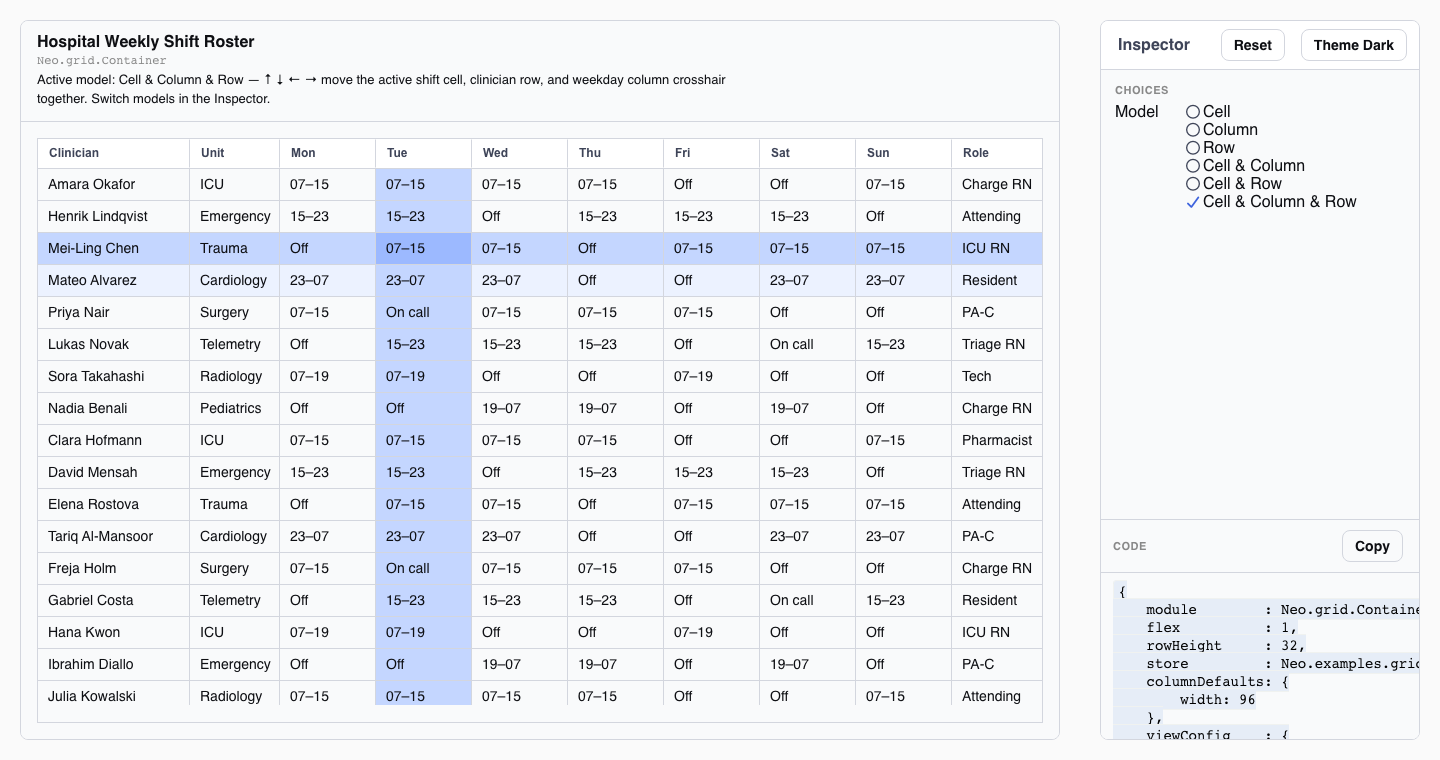 Hospital Weekly Shift Roster
Neo.grid.Container
Active model: Cell & Column & Row — ↑ ↓ ← → move the active shift cell, clinician row, and weekday column crosshair
together. Switch models in the Inspector.
Clinician Unit Mon Tue Wed Thu Fri Sat Sun Role
Amara Okafor ICU 07–15 07–15 07–15 07–15 Off Off 07–15 Charge RN
Henrik Lindqvist Emergency 15–23 15–23 Off 15–23 15–23 15–23 Off Attending
Mei-Ling Chen Trauma Off 07–15 07–15 Off 07–15 07–15 07–15 ICU RN
Mateo Alvarez Cardiology 23–07 23–07 23–07 Off Off 23–07 23–07 Resident
Priya Nair Surgery 07–15 On call 07–15 07–15 07–15 Off Off PA-C
Lukas Novak Telemetry Off 15–23 15–23 15–23 Off On call 15–23 Triage RN
Sora Takahashi Radiology 07–19 07–19 Off Off 07–19 Off Off Tech
Nadia Benali Pediatrics Off Off 19–07 19–07 Off 19–07 Off Charge RN
Clara Hofmann ICU 07–15 07–15 07–15 07–15 Off Off 07–15 Pharmacist
David Mensah Emergency 15–23 15–23 Off 15–23 15–23 15–23 Off Triage RN
Elena Rostova Trauma Off 07–15 07–15 Off 07–15 07–15 07–15 Attending
Tariq Al-Mansoor Cardiology 23–07 23–07 23–07 Off Off 23–07 23–07 PA-C
Freja Holm Surgery 07–15 On call 07–15 07–15 07–15 Off Off Charge RN
Gabriel Costa Telemetry Off 15–23 15–23 15–23 Off On call 15–23 Resident
Hana Kwon ICU 07–19 07–19 Off Off 07–19 Off Off ICU RN
Ibrahim Diallo Emergency Off Off 19–07 19–07 Off 19–07 Off PA-C
Julia Kowalski Radiology 07–15 07–15 07–15 07–15 Off Off 07–15 Attending
Inspector Reset Theme Dark
CHOICES
Model
Cell
Column
Row
Cell & Column
Cell & Row
Cell & Column & Row
CODE Copy
{
module : Neo.grid.Containe
flex : 1,
rowHeight : 32,
store : Neo.examples.grid
columnDefaults: {
width: 96
},
viewConfig : {